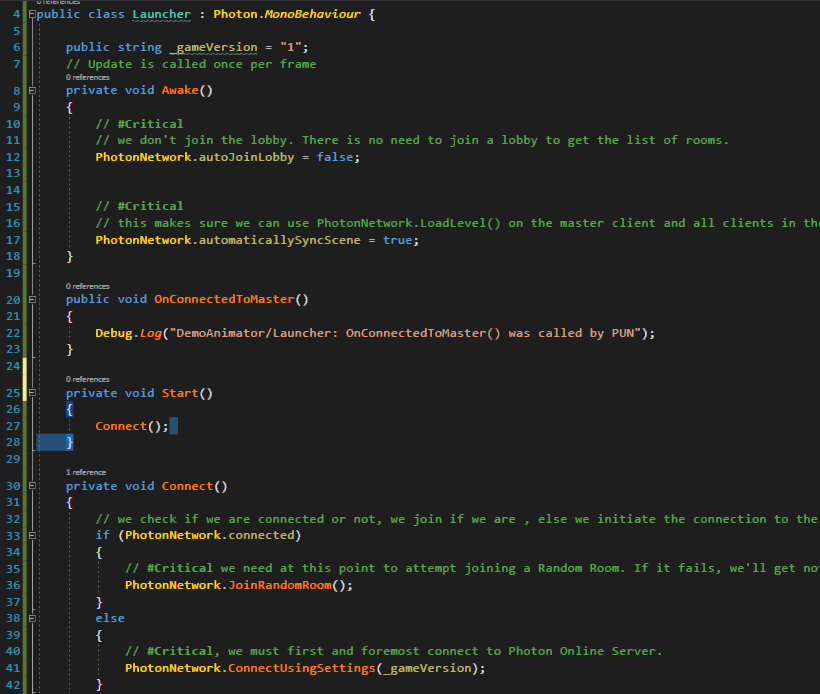 0 references
4 public class Launcher : Photon.MonoBehaviour {
5
6 public string _gameVersion = "1";
7 // Update is called once per frame
0 references
8 private void Awake()
9 {
10 // #Critical
11 // we don't join the lobby. There is no need to join a lobby to get the list of rooms.
12 PhotonNetwork.autoJoinLobby = false;
13
14
15 // #Critical
16 // this makes sure we can use PhotonNetwork.LoadLevel() on the master client and all clients in the
17 PhotonNetwork.automaticallySyncScene = true;
18 }
19
0 references
20 public void OnConnectedToMaster()
21 {
22 Debug.Log("DemoAnimator/Launcher: OnConnectedToMaster() was called by PUN");
23 }
24
0 references
25 private void Start()
26 {
27 Connect();
28 }
29
1 reference
30 private void Connect()
31 {
32 // we check if we are connected or not, we join if we are , else we initiate the connection to the
33 if (PhotonNetwork.connected)
34 {
35 // #Critical we need at this point to attempt joining a Random Room. If it fails, we'll get no
36 PhotonNetwork.JoinRandomRoom();
37 }
38 else
39 {
40 // #Critical, we must first and foremost connect to Photon Online Server.
41 PhotonNetwork.ConnectUsingSettings(_gameVersion);
42 }